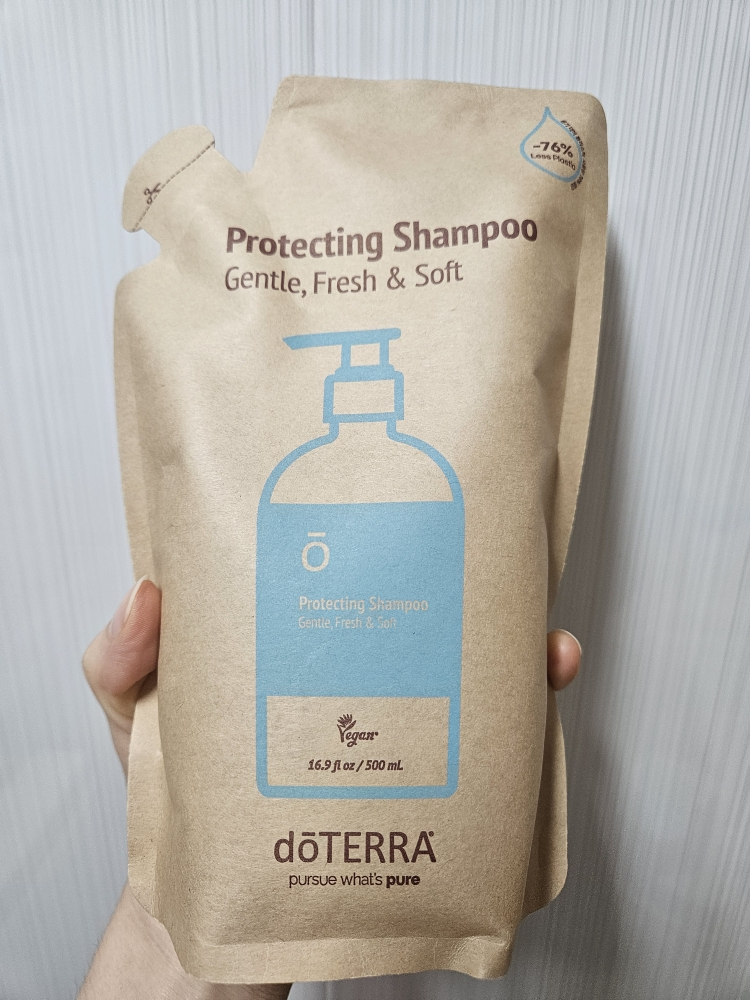 -76%
Less Plastic
Protecting Shampoo
Gentle, Fresh & Soft
ō
Protecting Shampoo
Gentle, Fresh & Soft
Vegan
16.9 fl oz / 500 mL
dōTERRA
pursue what's pure